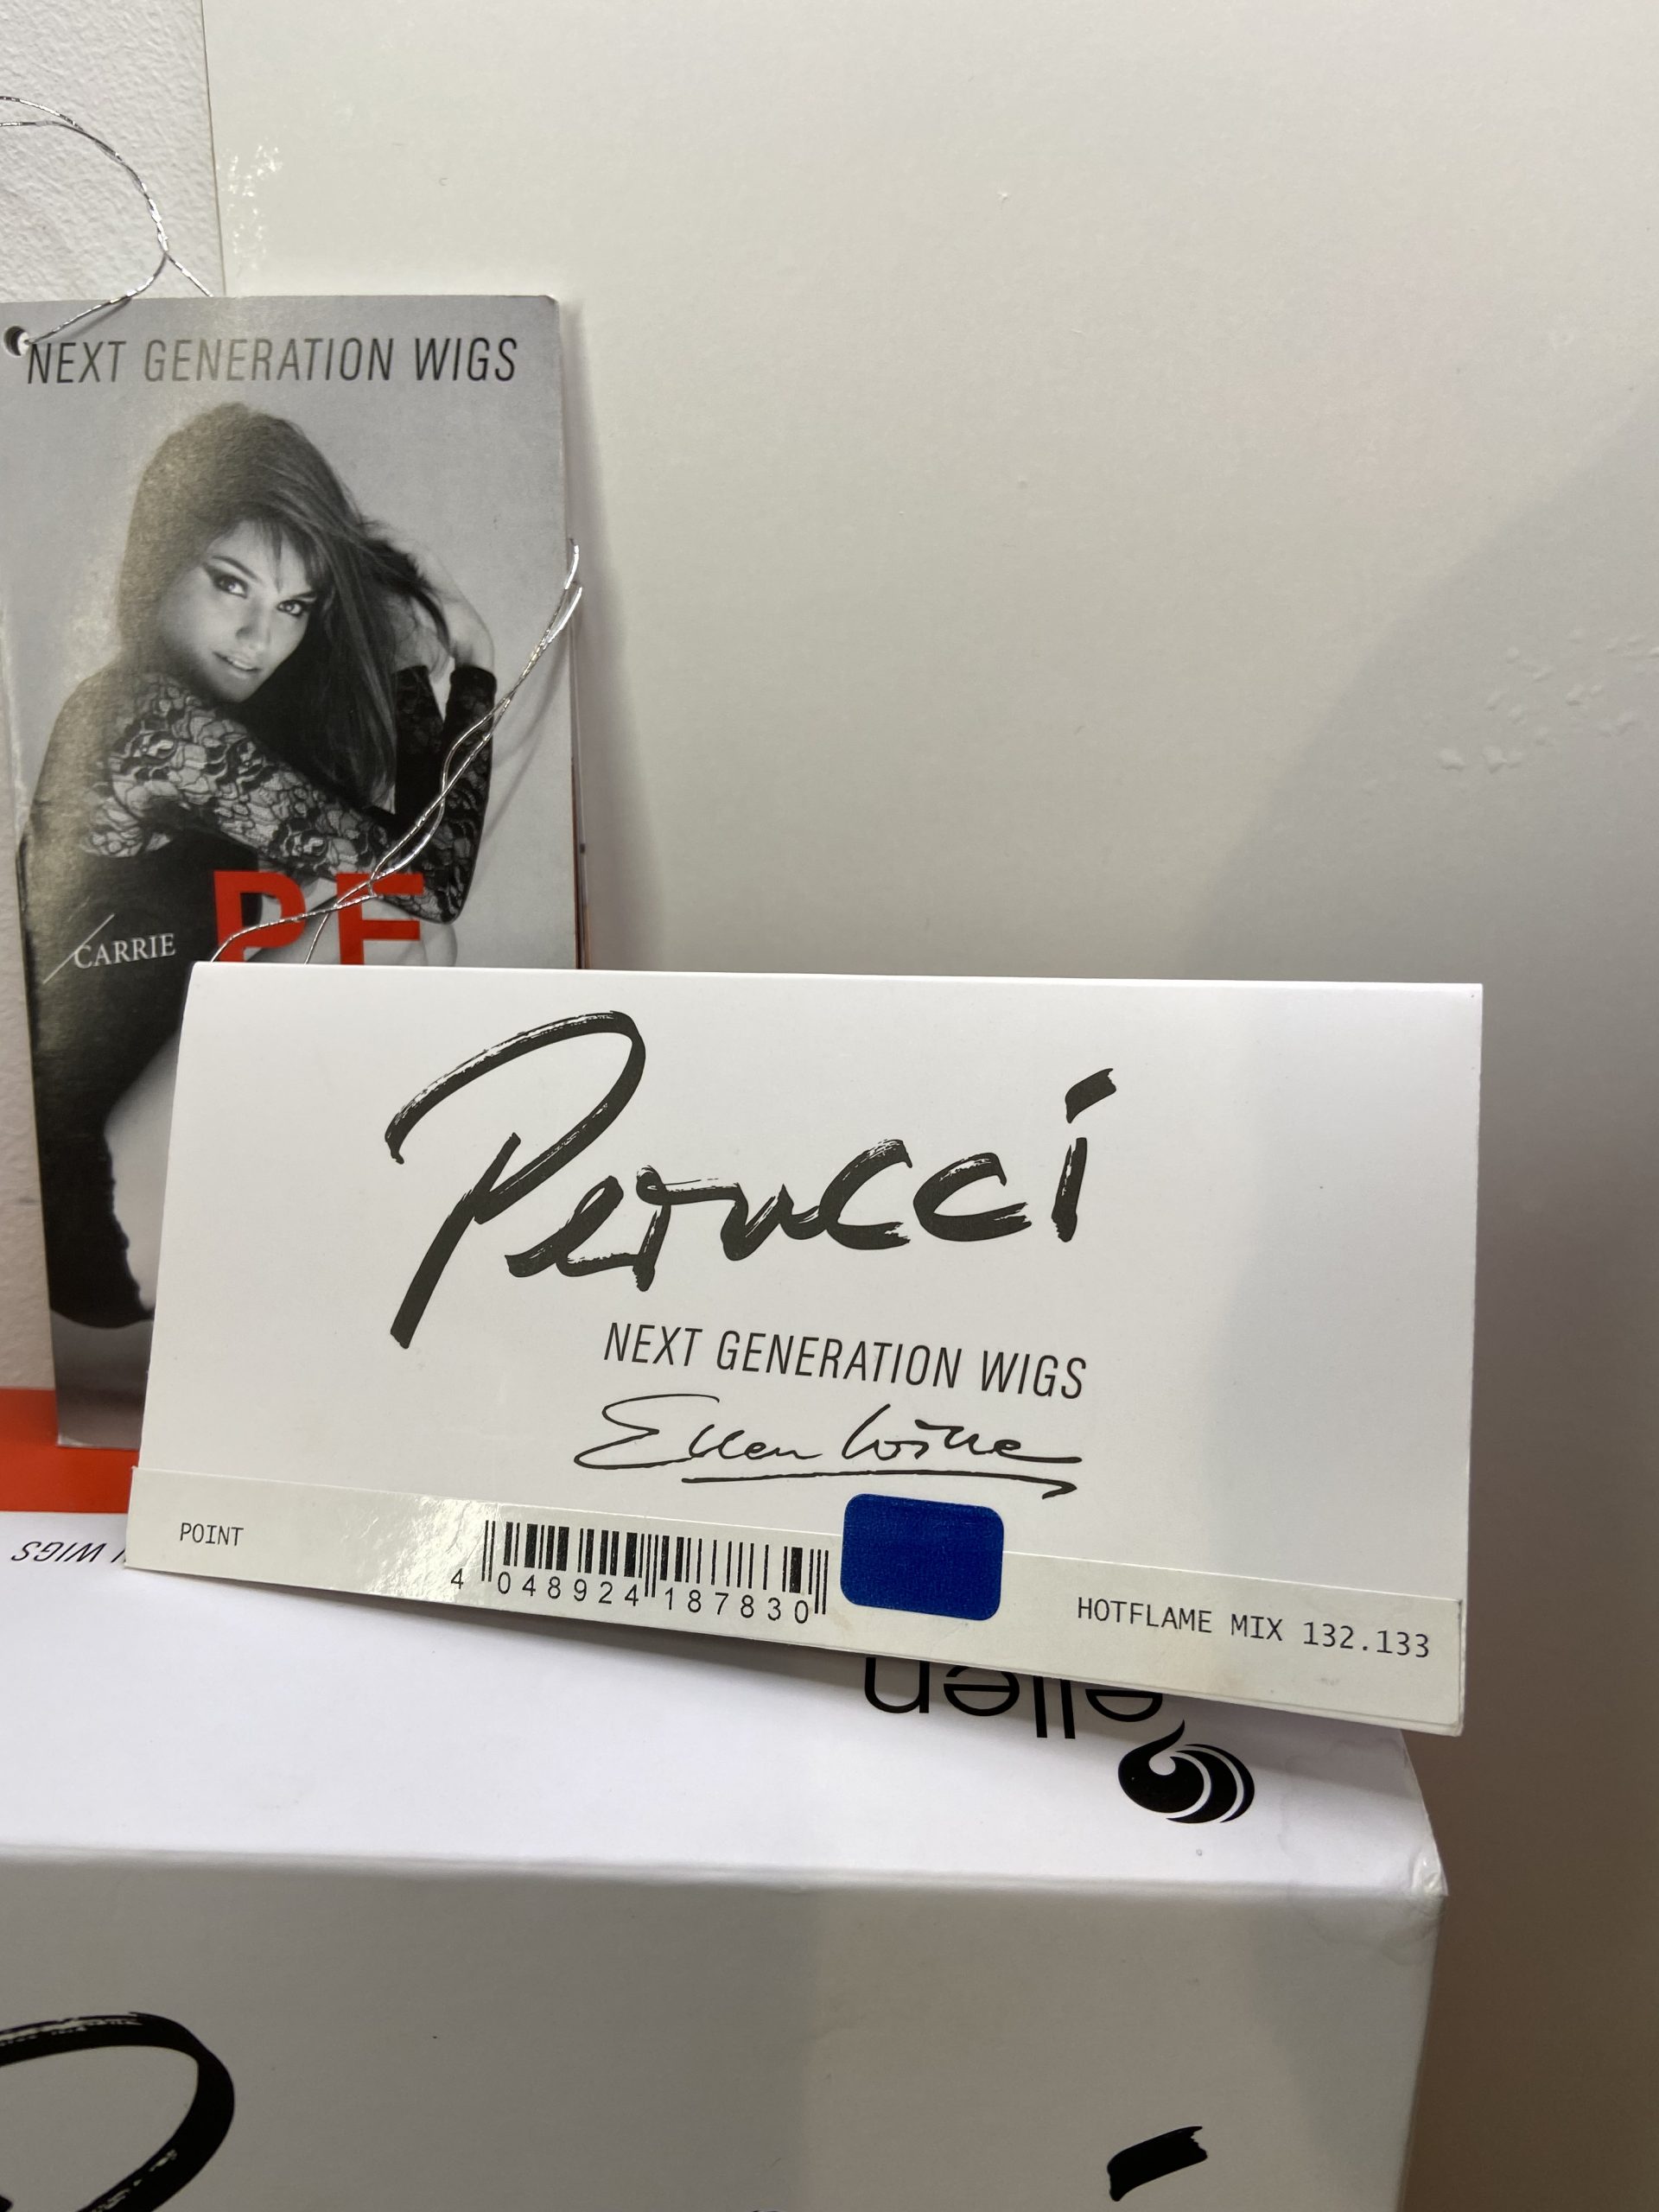 NEXT GENERATION WIGS
CARRIE
PE
Perucci
NEXT GENERATION WIGS
Ellen Wille
POINT
4 048924 187830
HOTFLAME MIX 132.133
WIGS
ellen